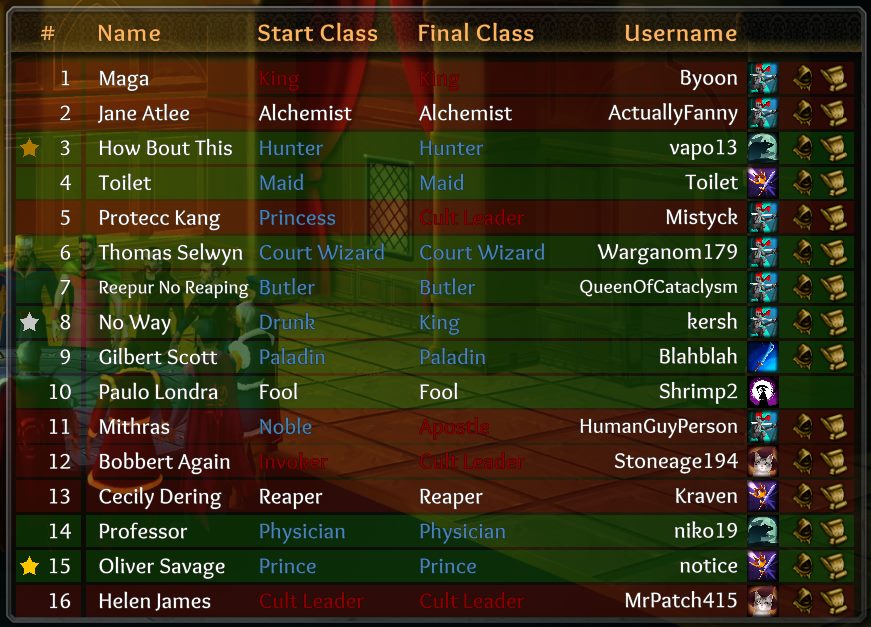 # Name Start Class Final Class Username
1 Maga King King Byoon
2 Jane Atlee Alchemist Alchemist ActuallyFanny
3 How Bout This Hunter Hunter vapo13
4 Toilet Maid Maid Toilet
5 Protecc Kang Princess Cult Leader Mistyck
6 Thomas Selwyn Court Wizard Court Wizard Warganom179
7 Reepur No Reaping Butler Butler QueenOfCataclysm
8 No Way Drunk King kersh
9 Gilbert Scott Paladin Paladin Blahblah
10 Paulo Londra Fool Fool Shrimp2
11 Mithras Noble Apostle HumanGuyPerson
12 Bobbert Again Invoker Cult Leader Stoneage194
13 Cecily Dering Reaper Reaper Kraven
14 Professor Physician Physician niko19
15 Oliver Savage Prince Prince notice
16 Helen James Cult Leader Cult Leader MrPatch415